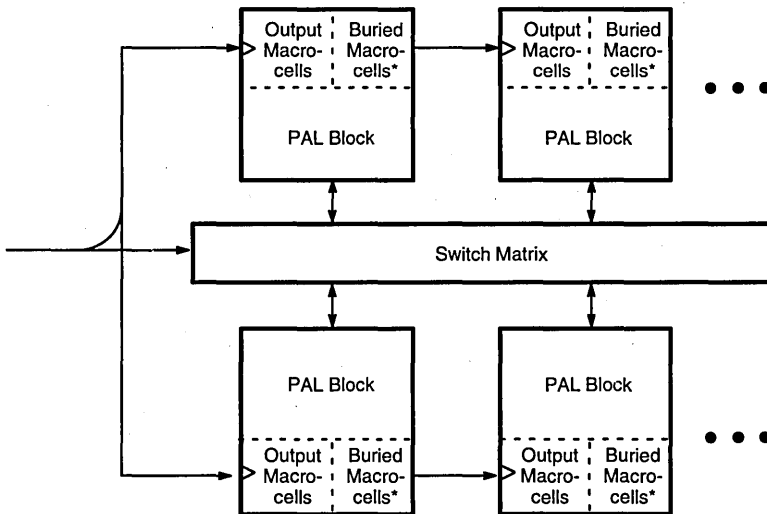 Output
Macro-
cells
Buried
Macro-
cells*
PAL Block
Output
Macro-
cells
Buried
Macro-
cells*
PAL Block
Switch Matrix
PAL Block
Output
Macro-
cells
Buried
Macro-
cells*
PAL Block
Output
Macro-
cells
Buried
Macro-
cells*